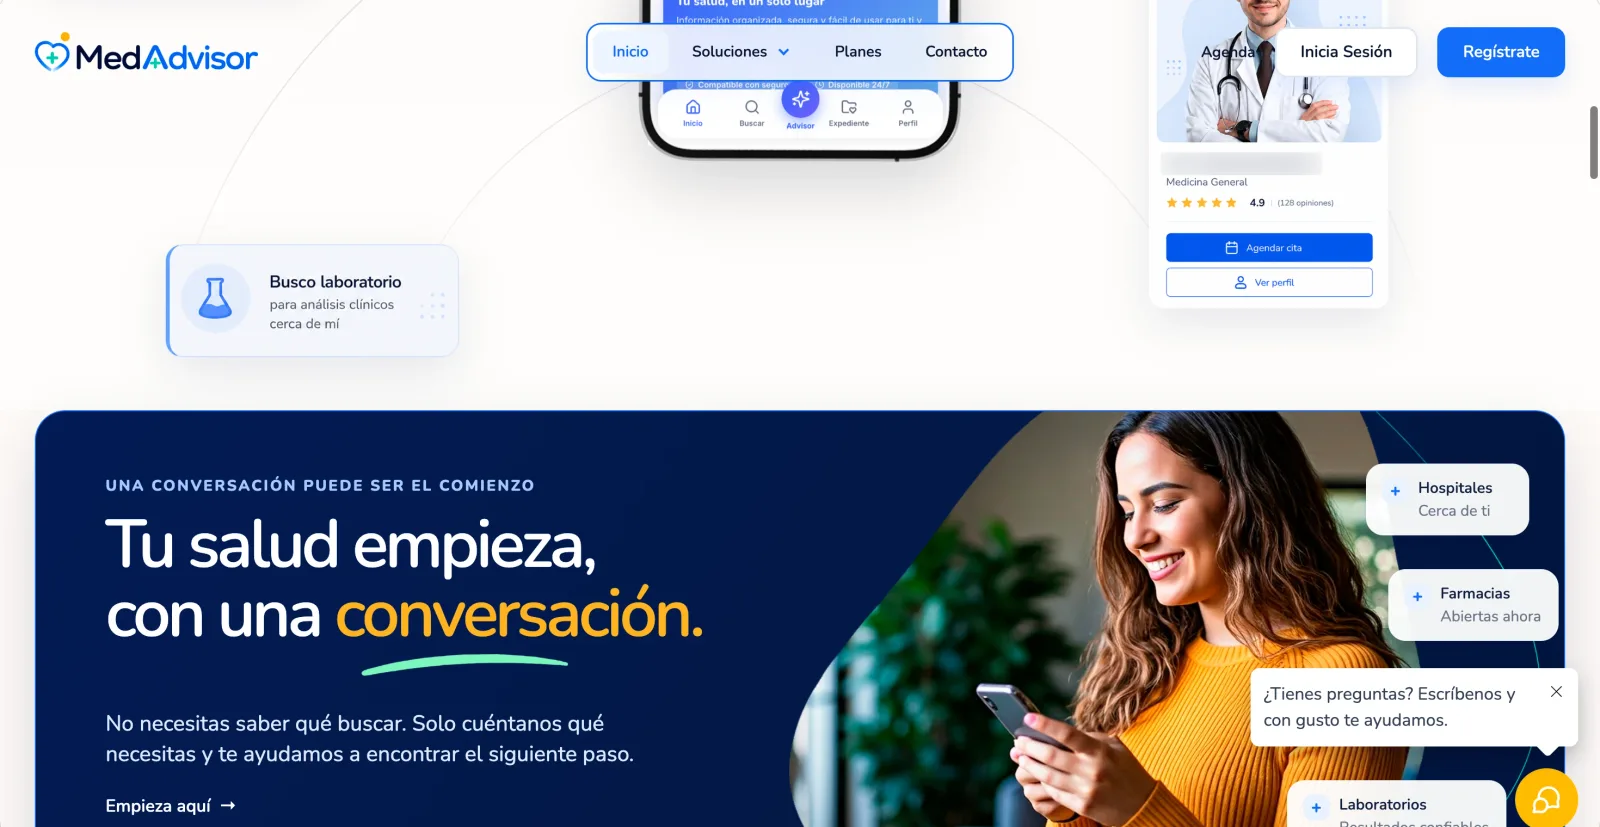 Tu salud, en un solo lugar
Información organizada, segura y fácil de usar para ti y
MedAdvisor
Inicio
Soluciones
Planes
Contacto
Agenda
Inicia Sesión
Regístrate
Compatible con segur
Disponible 24/7
Inicio
Buscar
Advisor
Expediente
Perfil
Medicina General
4.9 (128 opiniones)
Agendar cita
Ver perfil
Busco laboratorio
para análisis clínicos
cerca de mí
UNA CONVERSACIÓN PUEDE SER EL COMIENZO
Tu salud empieza,
con una conversación.
No necesitas saber qué buscar. Solo cuéntanos qué
necesitas y te ayudamos a encontrar el siguiente paso.
Empieza aquí →
Hospitales
Cerca de ti
Farmacias
Abiertas ahora
¿Tienes preguntas? Escríbenos y
con gusto te ayudamos.
Laboratorios
Resultados confiables